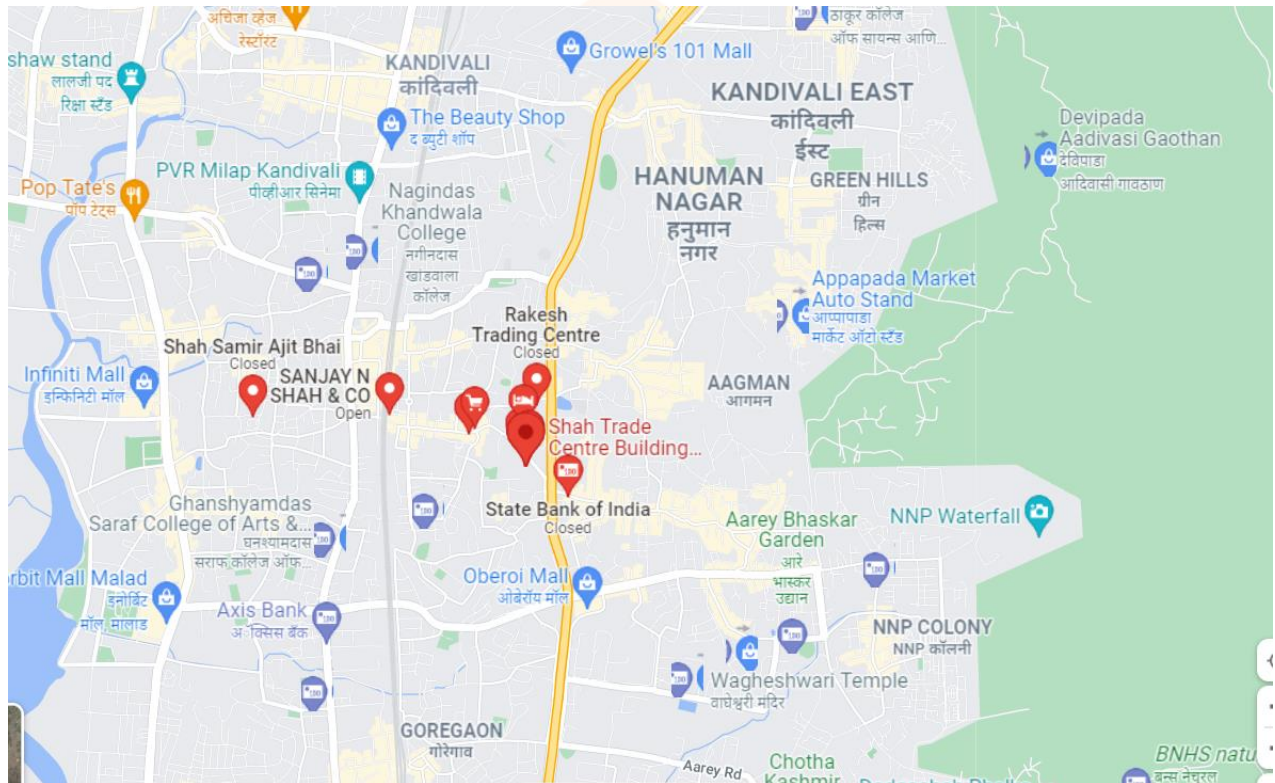 अचिजा व्हेज
रेस्टॉरंट
ठाकूर कॉलेज
ऑफ सायन्स आणि...
Growel's 101 Mall
KANDIVALI
कांदिवली
shaw stand
लालजी पद
रिक्षा स्टँड
KANDIVALI EAST
कांदिवली
ईस्ट
The Beauty Shop
द ब्युटी शॉप
Devipada
Aadivasi Gaothan
देविपाडा
आदिवासी गावठाण
PVR Milap Kandivali
पीव्हीआर सिनेमा
Pop Tate's
पॉप टेट्स
Nagindas
Khandwala
College
नगीनदास
खांडवाला
कॉलेज
HANUMAN
NAGAR
हनुमान
नगर
GREEN HILLS
ग्रीन
हिल्स
Appapada Market
Auto Stand
आप्पापाडा
मार्केट ऑटो स्टँड
Rakesh
Trading Centre
Closed
Shah Samir Ajit Bhai
Closed
Infiniti Mall
इन्फिनिटी मॉल
SANJAY N
SHAH & CO
Open
AAGMAN
आगमन
Shah Trade
Centre Building...
State Bank of India
Closed
Ghanshyamdas
Saraf College of Arts &...
घनश्यामदास
सराफ कॉलेज ऑफ...
Aarey Bhaskar
Garden
आरे
भास्कर
उद्यान
NNP Waterfall
orbit Mall Malad
इनॉर्बिट
मॉल, मालाड
Oberoi Mall
ओबेरॉय मॉल
Axis Bank
अॅक्सिस बँक
NNP COLONY
NNP कॉलनी
Wagheshwari Temple
वाघेश्वरी मंदिर
GOREGAON
गोरेगाव
Aarey Rd
Chotha
Kashmir
BNHS natu